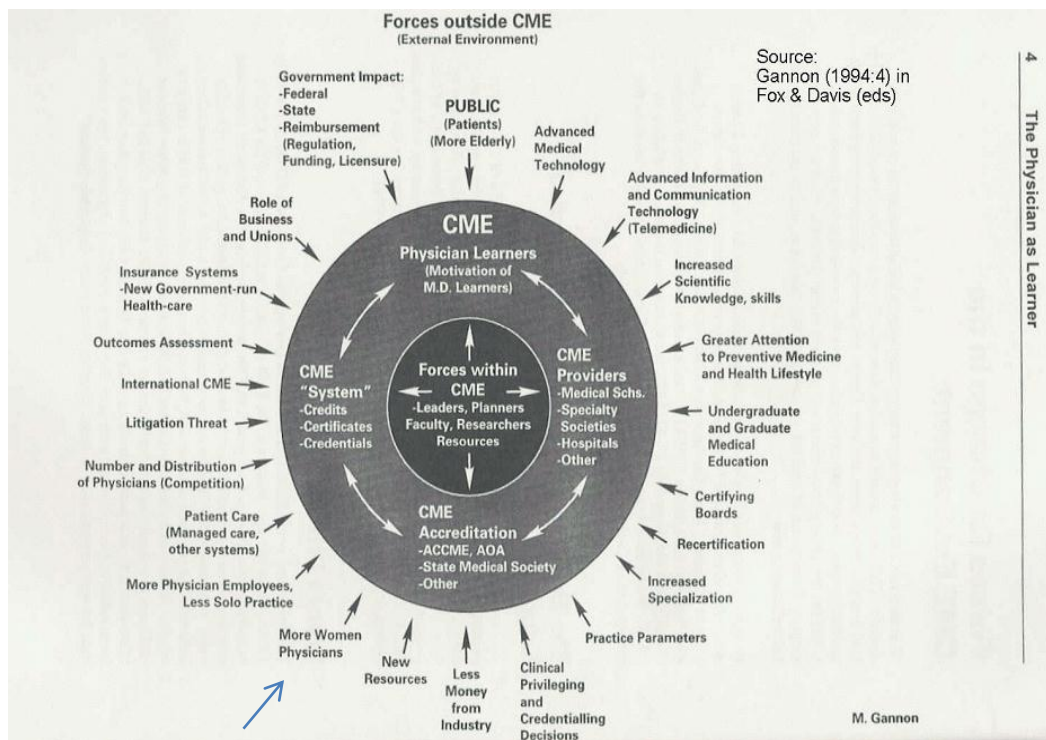 Forces outside CME
(External Environment)
Source:
Gannon (1994:4) in
Fox & Davis (eds)
4 The Physician as Learner
Government Impact:
-Federal
-State
-Reimbursement
(Regulation,
Funding, Licensure)
PUBLIC
(Patients)
(More Elderly)
Advanced
Medical
Technology
Advanced Information
and Communication
Technology
(Telemedicine)
Increased
Scientific
Knowledge, skills
Greater Attention
to Preventive Medicine
and Health Lifestyle
Undergraduate
and Graduate
Medical
Education
Certifying
Boards
Recertification
Increased
Specialization
Practice Parameters
Clinical
Privileging
and
Credentialling
Decisions
Less
Money
from
Industry
New
Resources
More Women
Physicians
More Physician Employees,
Less Solo Practice
Patient Care
(Managed care,
other systems)
Number and Distribution
of Physicians (Competition)
Litigation Threat
International CME
Outcomes Assessment
Insurance Systems
-New Government-run
Health-care
Role of
Business
and Unions
CME
Physician Learners
(Motivation of
M.D. Learners)
CME
Providers
-Medical Schs.
-Specialty
Societies
-Hospitals
-Other
CME
Accreditation
-ACCME, AOA
-State Medical Society
-Other
CME
"System"
-Credits
-Certificates
-Credentials
Forces within
CME
-Leaders, Planners
Faculty, Researchers
Resources
M. Gannon